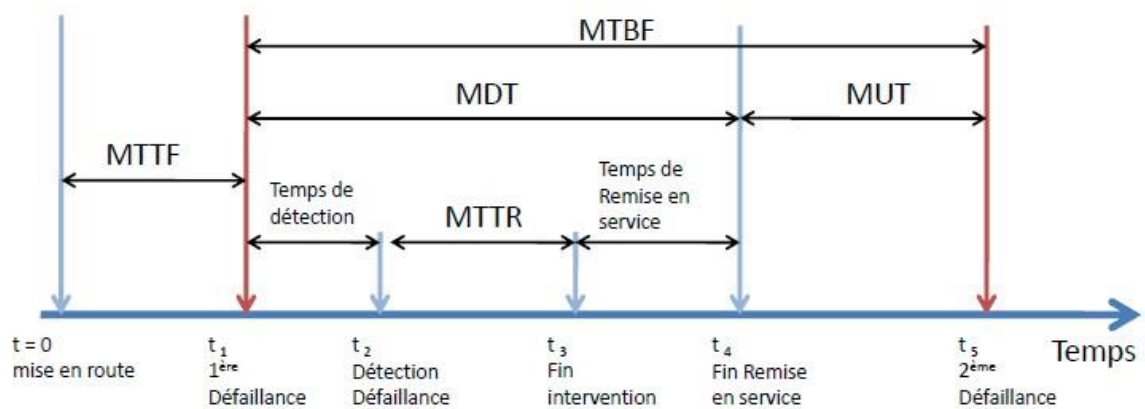 MTBF
MDT
MUT
MTTF
Temps de
détection
MTTR
Temps de
Remise en
service
t = 0
mise en route
t 1
1ère
Défaillance
t 2
Détection
Défaillance
t 3
Fin
intervention
t 4
Fin Remise
en service
t 5
2ème
Défaillance
Temps